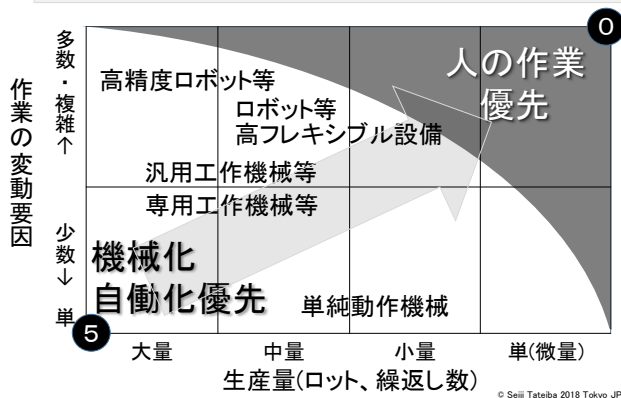 0
人の作業
優先
高精度ロボット等
ロボット等
高フレキシブル設備
汎用工作機械等
専用工作機械等
機械化
自働化優先
単純動作機械
5
作業の変動要因
多数・複雑↑
少数↓
単
大量
中量
小量
単(微量)
生産量(ロット、繰返し数)
© Seiji Tateiba 2018 Tokyo JP